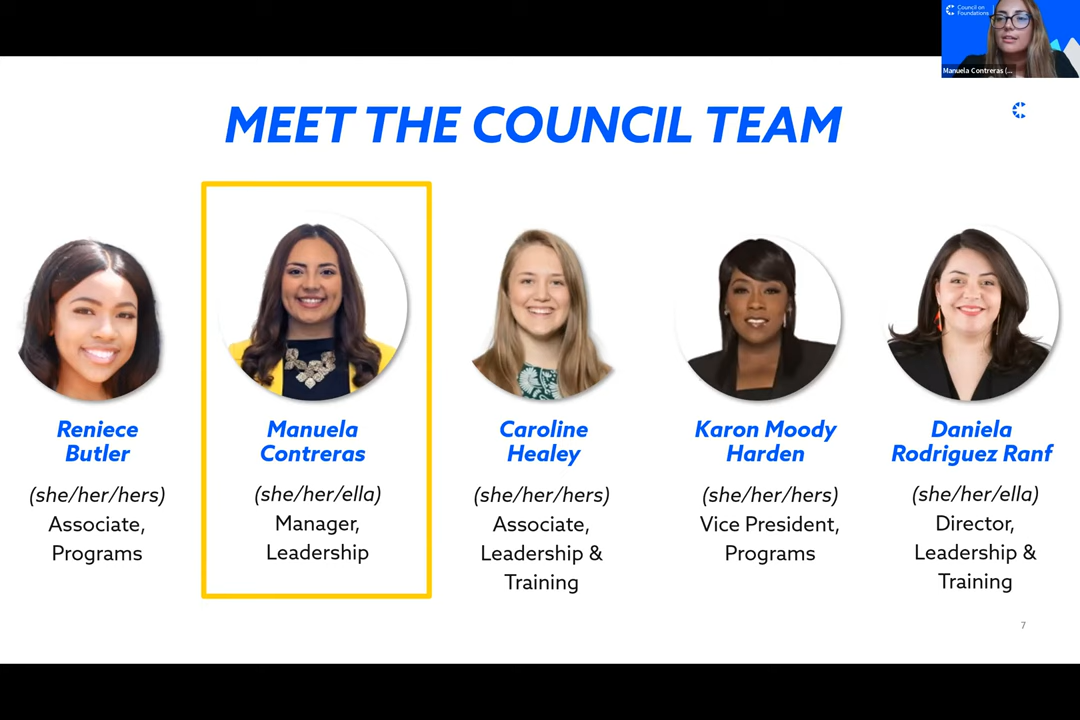 Council on
Foundations
Manuela Contreras (...
MEET THE COUNCIL TEAM
Reniece
Butler
(she/her/hers)
Associate,
Programs
Manuela
Contreras
(she/her/ella)
Manager,
Leadership
Caroline
Healey
(she/her/hers)
Associate,
Leadership &
Training
Karon Moody
Harden
(she/her/hers)
Vice President,
Programs
Daniela
Rodriguez Ranf
(she/her/ella)
Director,
Leadership &
Training
7